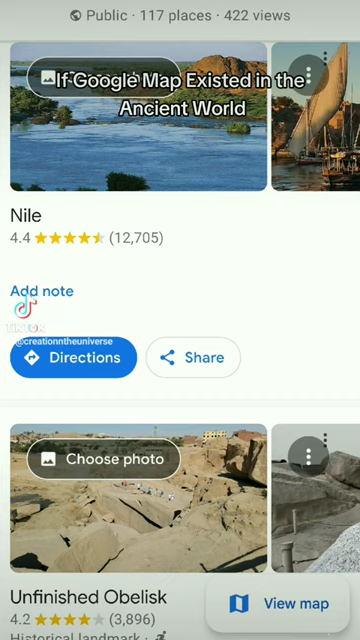 Public · 117 places · 422 views
If Google Map Existed in the
Ancient World
Nile
4.4 (12,705)
Add note
TikTok
@creationntheuniverse
Directions
Share
Choose photo
Unfinished Obelisk
4.2 (3,896)
View map
Historical landmark ·